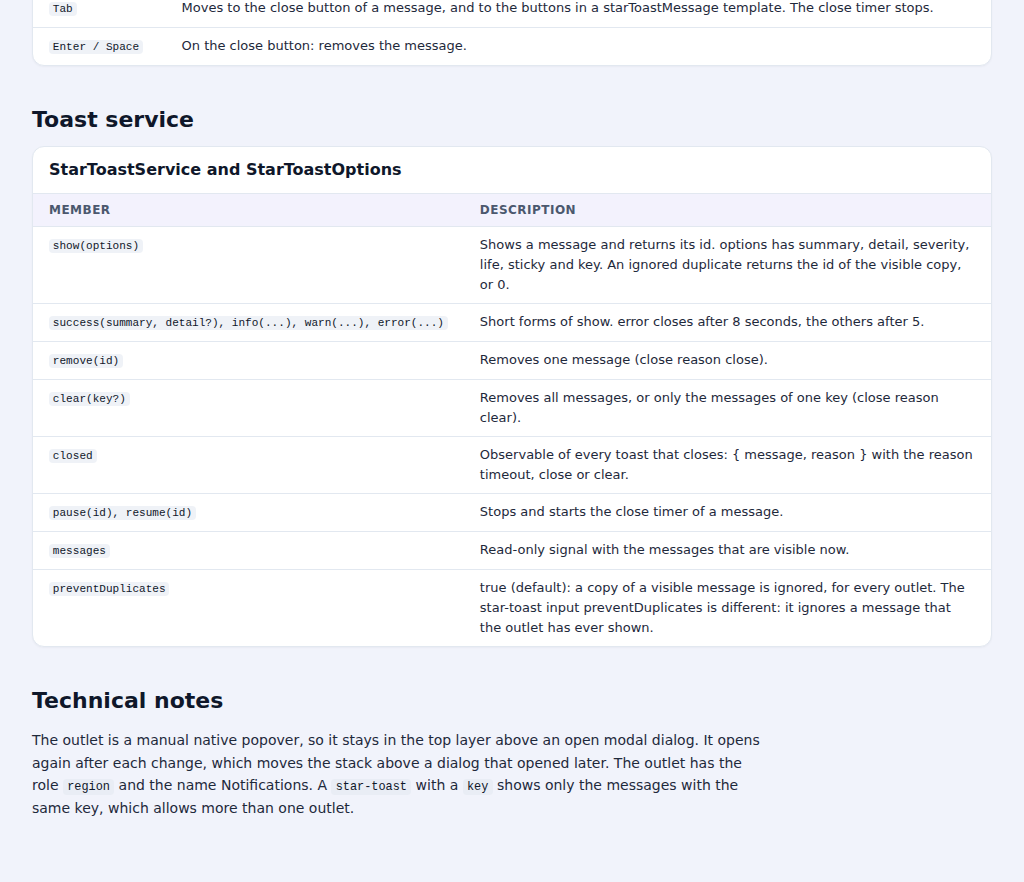 Tab Moves to the close button of a message, and to the buttons in a starToastMessage template. The close timer stops.
Enter / Space On the close button: removes the message.
Toast service
StarToastService and StarToastOptions
MEMBER DESCRIPTION
show(options) Shows a message and returns its id. options has summary, detail, severity,
life, sticky and key. An ignored duplicate returns the id of the visible copy,
or 0.
success(summary, detail?), info(...), warn(...), error(...) Short forms of show. error closes after 8 seconds, the others after 5.
remove(id) Removes one message (close reason close).
clear(key?) Removes all messages, or only the messages of one key (close reason
clear).
closed Observable of every toast that closes: { message, reason } with the reason
timeout, close or clear.
pause(id), resume(id) Stops and starts the close timer of a message.
messages Read-only signal with the messages that are visible now.
preventDuplicates true (default): a copy of a visible message is ignored, for every outlet. The
star-toast input preventDuplicates is different: it ignores a message that
the outlet has ever shown.
Technical notes
The outlet is a manual native popover, so it stays in the top layer above an open modal dialog. It opens
again after each change, which moves the stack above a dialog that opened later. The outlet has the
role region and the name Notifications. A star-toast with a key shows only the messages with the
same key, which allows more than one outlet.